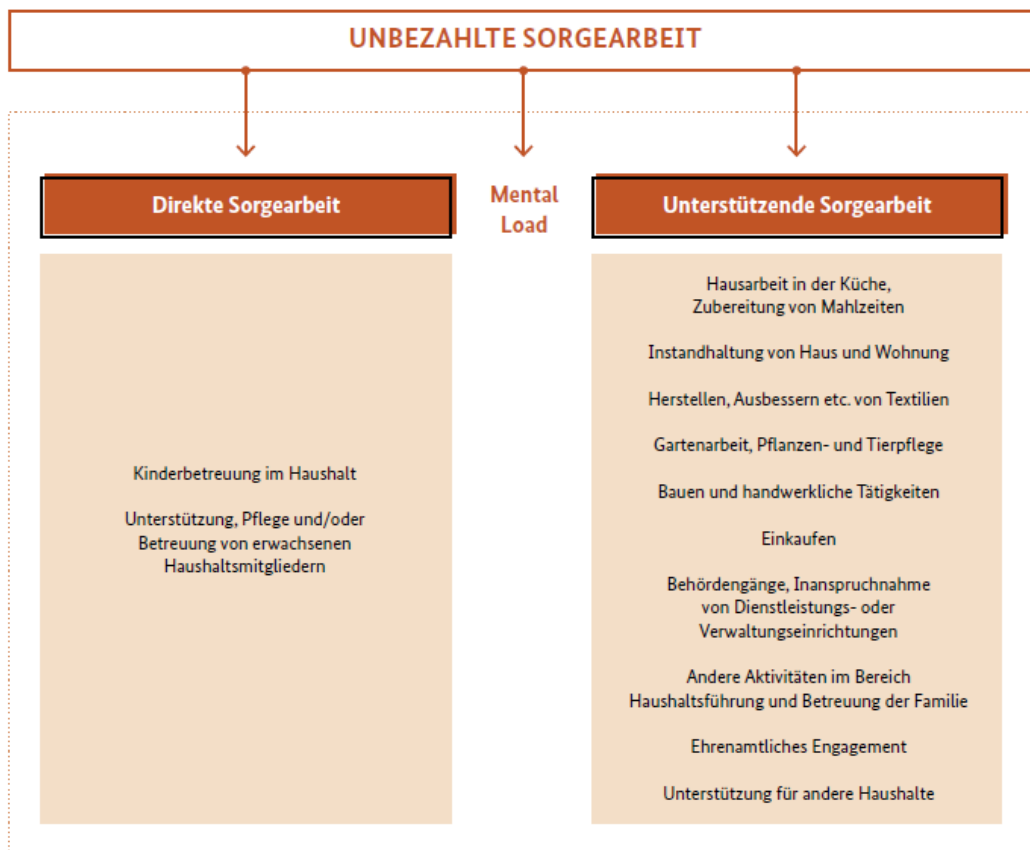 UNBEZAHLTE SORGEARBEIT
Direkte Sorgearbeit
Kinderbetreuung im Haushalt
Unterstützung, Pflege und/oder
Betreuung von erwachsenen
Haushaltsmitgliedern
Mental
Load
Unterstützende Sorgearbeit
Hausarbeit in der Küche,
Zubereitung von Mahlzeiten
Instandhaltung von Haus und Wohnung
Herstellen, Ausbessern etc. von Textilien
Gartenarbeit, Pflanzen- und Tierpflege
Bauen und handwerkliche Tätigkeiten
Einkaufen
Behördengänge, Inanspruchnahme
von Dienstleistungs- oder
Verwaltungseinrichtungen
Andere Aktivitäten im Bereich
Haushaltsführung und Betreuung der Familie
Ehrenamtliches Engagement
Unterstützung für andere Haushalte